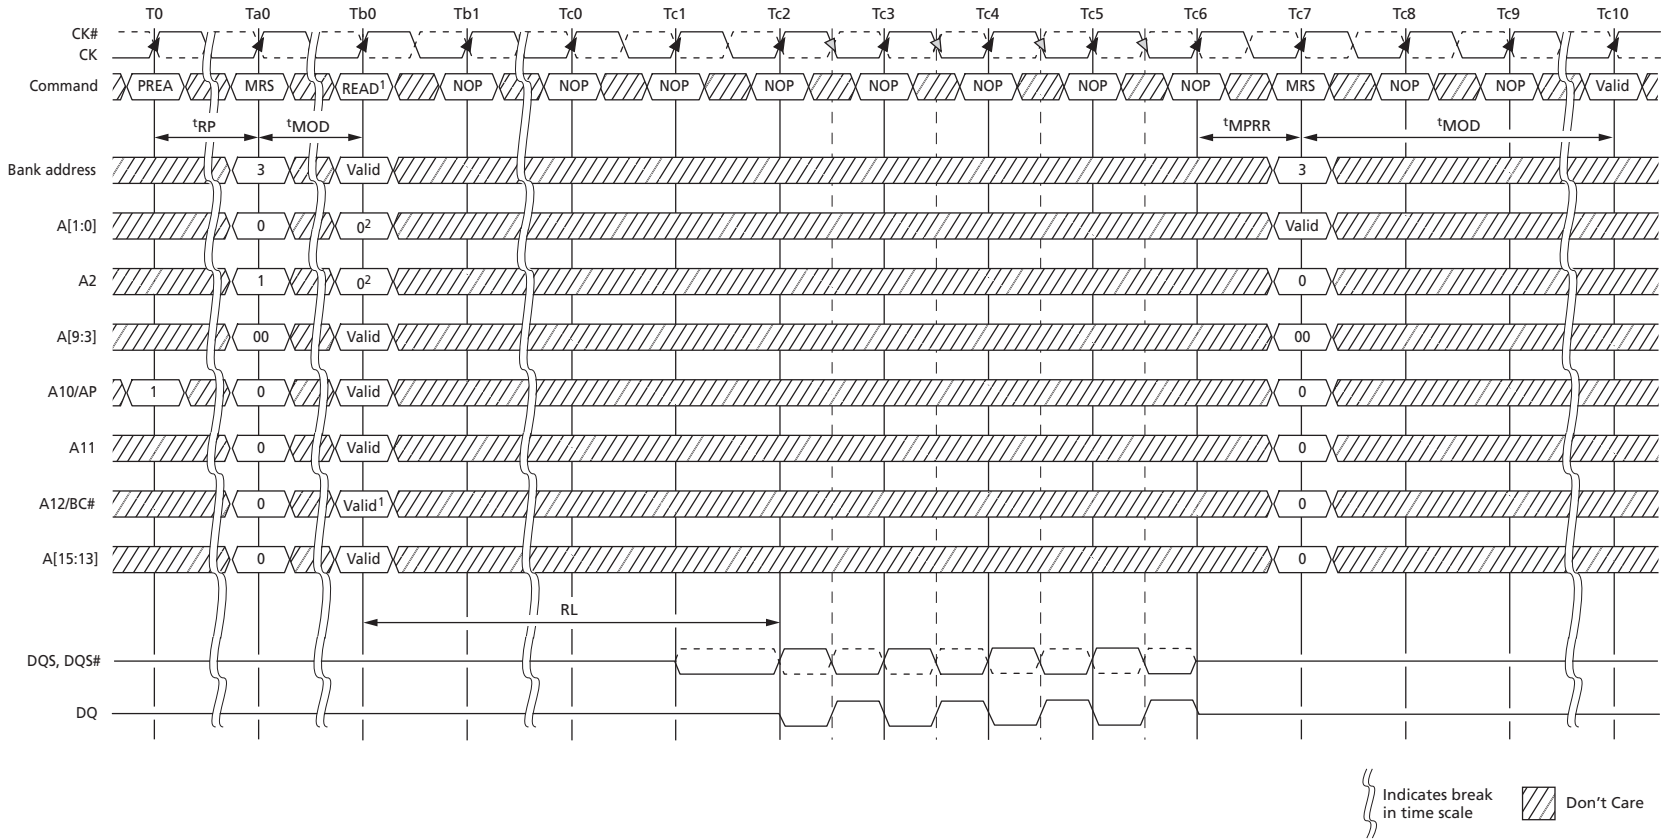 T0 Ta0 Tb0 Tb1 Tc0 Tc1 Tc2 Tc3 Tc4 Tc5 Tc6 Tc7 Tc8 Tc9 Tc10
CK#
CK
Command PREA MRS READ¹ NOP NOP NOP NOP NOP NOP NOP NOP MRS NOP NOP Valid
tRP tMOD tMPRR tMOD
Bank address 3 Valid 3
A[1:0] 0 0² Valid
A2 1 0² 0
A[9:3] 00 Valid 00
A10/AP 1 0 Valid 0
A11 0 Valid 0
A12/BC# 0 Valid¹ 0
A[15:13] 0 Valid 0
RL
DQS, DQS#
DQ
Indicates break
in time scale
Don't Care